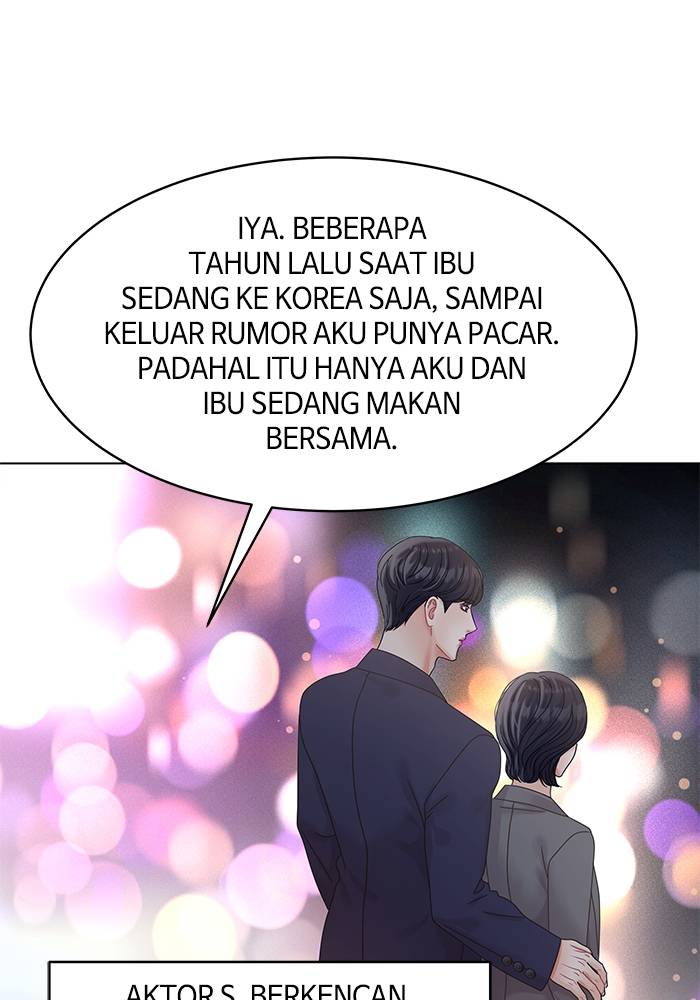 IYA. BEBERAPA
TAHUN LALU SAAT IBU
SEDANG KE KOREA SAJA, SAMPAI
KELUAR RUMOR AKU PUNYA PACAR.
PADAHAL ITU HANYA AKU DAN
IBU SEDANG MAKAN
BERSAMA.
AKTOR S, BERKENCAN